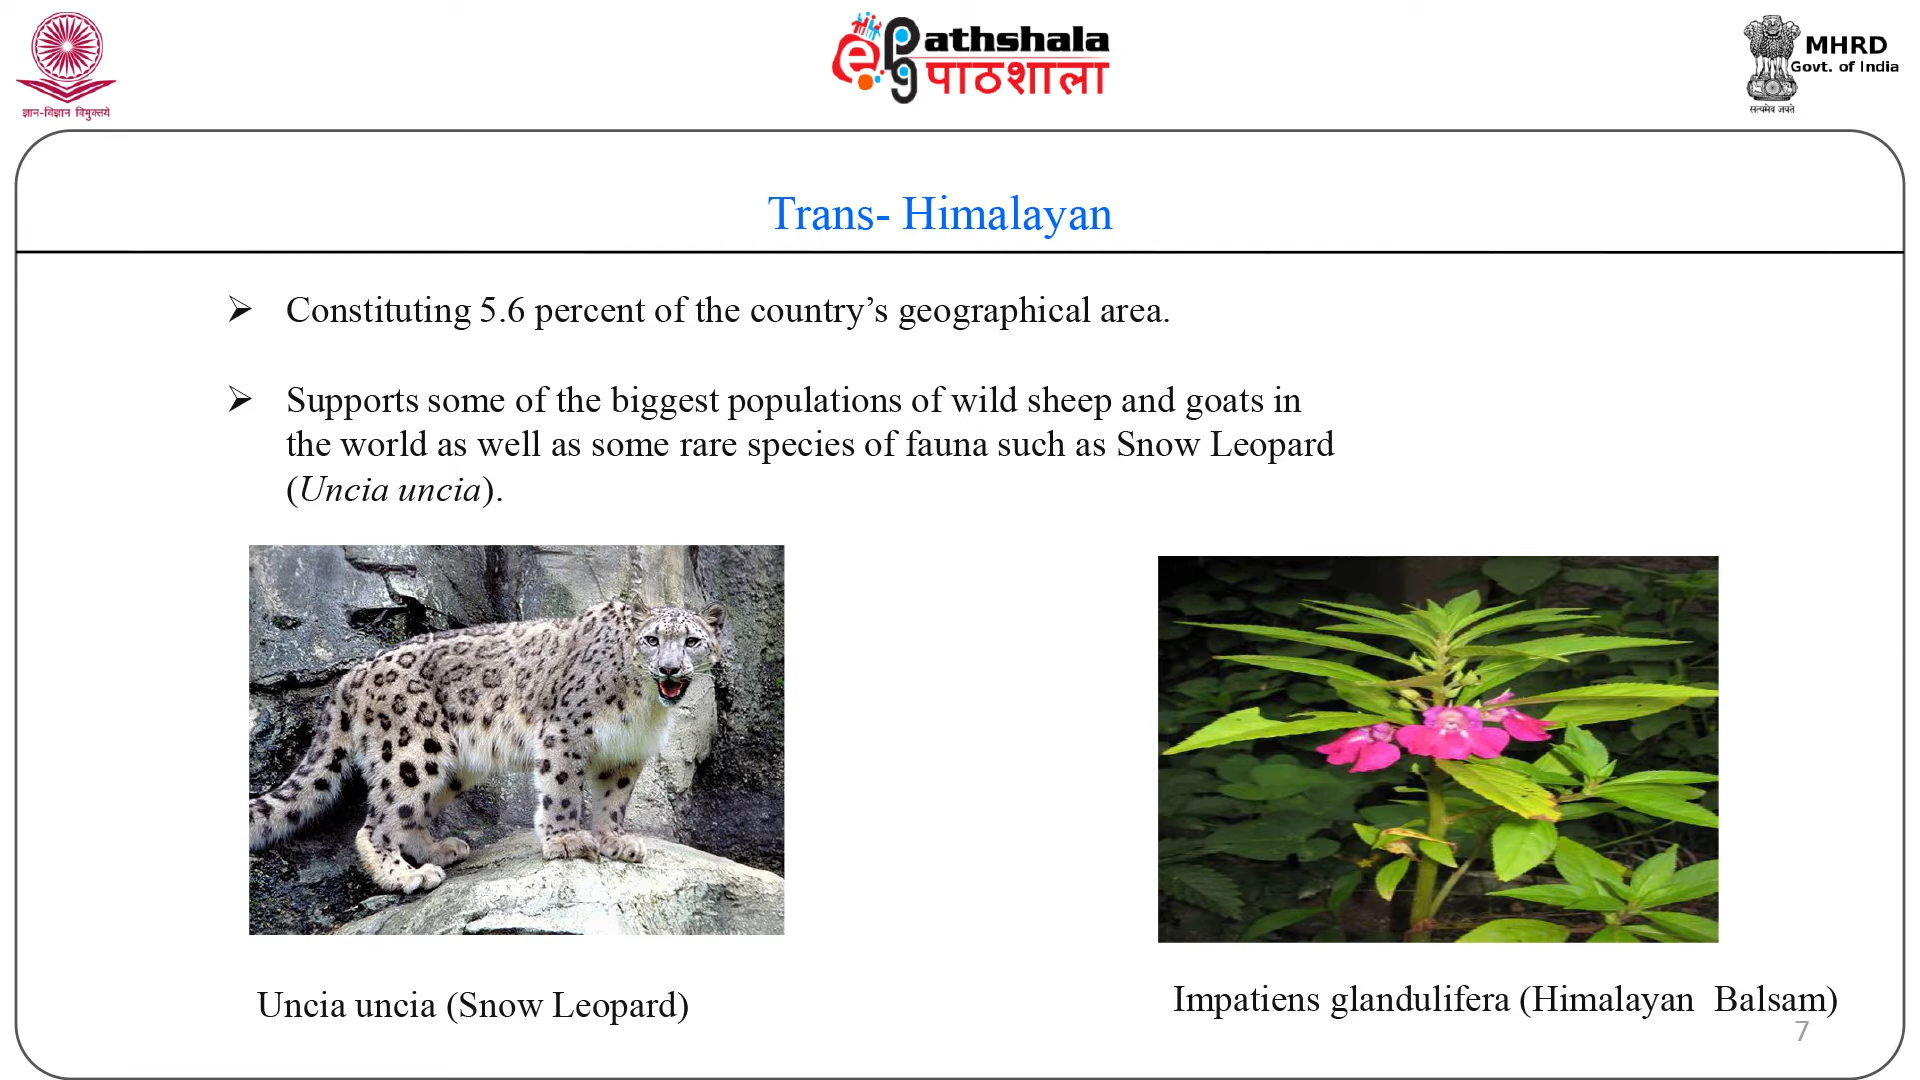 ज्ञान-विज्ञान विमुक्तये
e Pg athshala
पाठशाला
MHRD
Govt. of India
सत्यमेव जयते
Trans- Himalayan
➢ Constituting 5.6 percent of the country’s geographical area.
➢ Supports some of the biggest populations of wild sheep and goats in
the world as well as some rare species of fauna such as Snow Leopard
(Uncia uncia).
Uncia uncia (Snow Leopard)
Impatiens glandulifera (Himalayan Balsam)
7